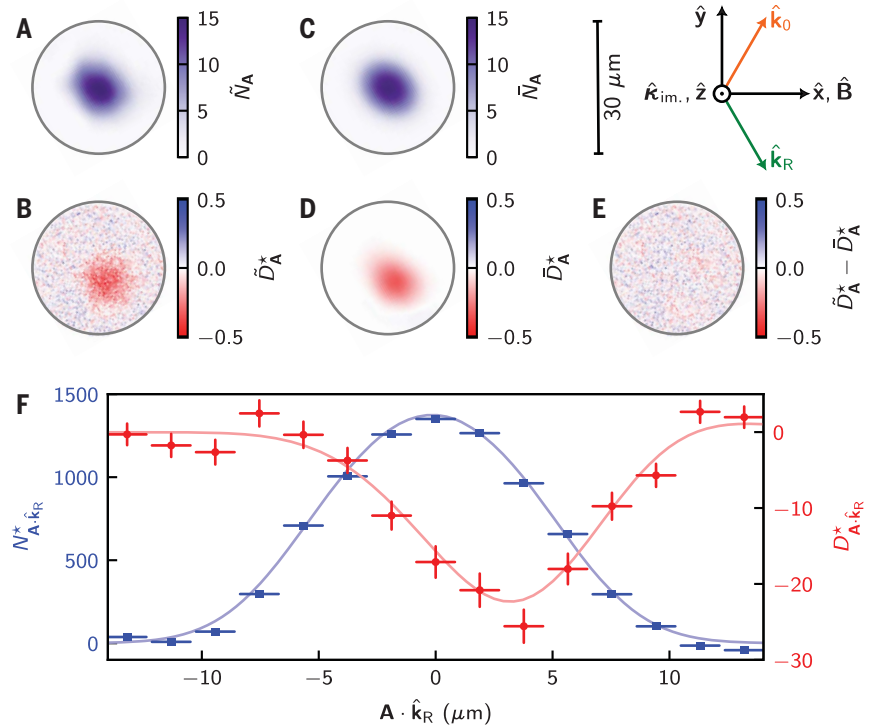 A
15
10
5
0
Ñ_A
C
15
10
5
0
N̄_A
30 μm
ŷ
k̂₀
κ̂_im., ẑ
x̂, B̂
k̂_R
B
0.5
0.0
−0.5
D̃*_A
D
0.5
0.0
−0.5
D̄*_A
E
0.5
0.0
−0.5
D̃*_A − D̄*_A
F
1500
1000
500
0
N*_A·k̂_R
0
−10
−20
−30
D*_A·k̂_R
−10 −5 0 5 10
A · k̂_R (μm)